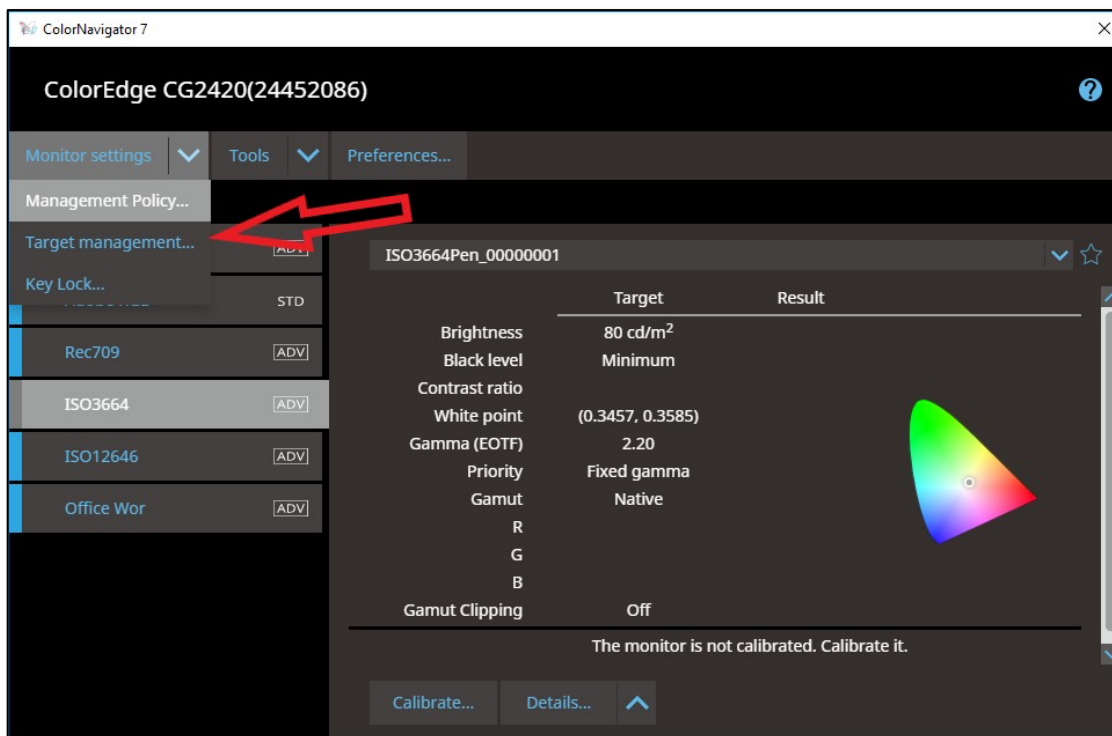 ColorNavigator 7
ColorEdge CG2420(24452086)
Monitor settings
Tools
Preferences...
Management Policy...
Target management...
Key Lock...
ADV
STD
Rec709 ADV
ISO3664 ADV
ISO12646 ADV
Office Wor ADV
ISO3664Pen_00000001
Target Result
Brightness 80 cd/m²
Black level Minimum
Contrast ratio
White point (0.3457, 0.3585)
Gamma (EOTF) 2.20
Priority Fixed gamma
Gamut Native
R
G
B
Gamut Clipping Off
The monitor is not calibrated. Calibrate it.
Calibrate... Details...